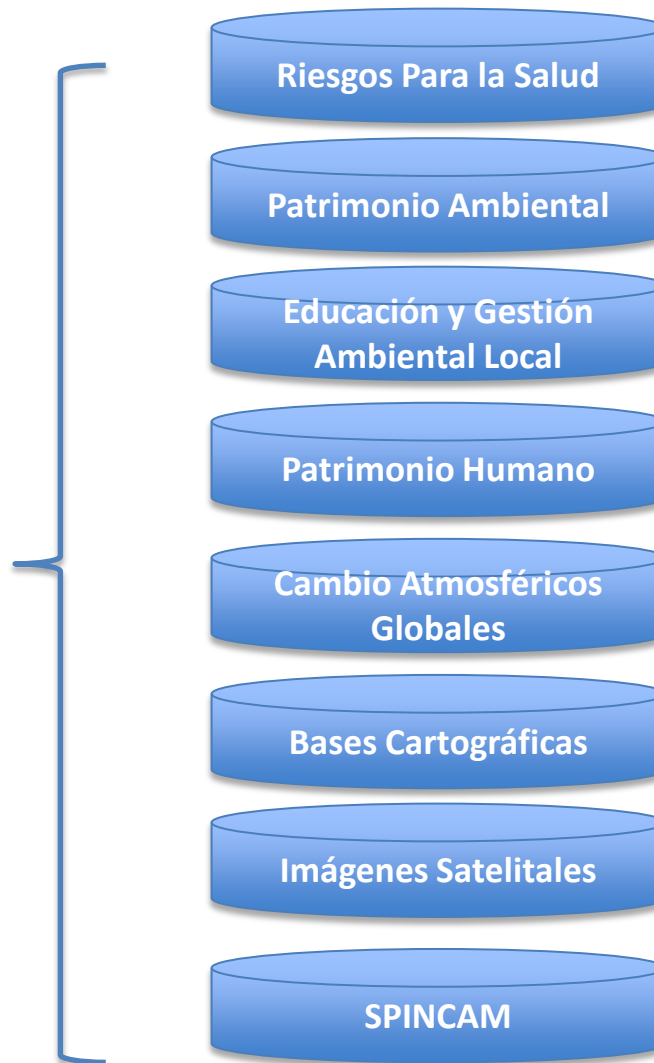 Riesgos Para la Salud
Patrimonio Ambiental
Educación y Gestión
Ambiental Local
Patrimonio Humano
Cambio Atmosféricos
Globales
Bases Cartográficas
Imágenes Satelitales
SPINCAM